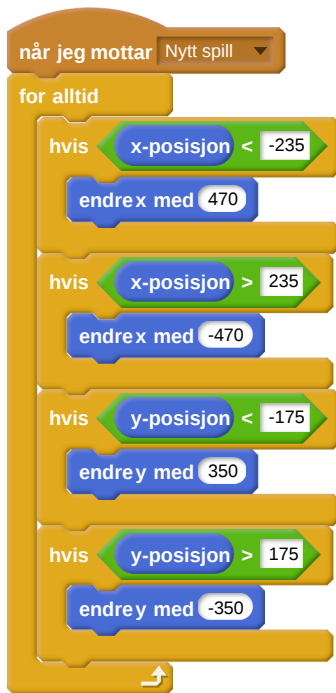 når jeg mottar Nytt spill
for alltid
hvis x-posisjon < -235
endre x med 470
hvis x-posisjon > 235
endre x med -470
hvis y-posisjon < -175
endre y med 350
hvis y-posisjon > 175
endre y med -350